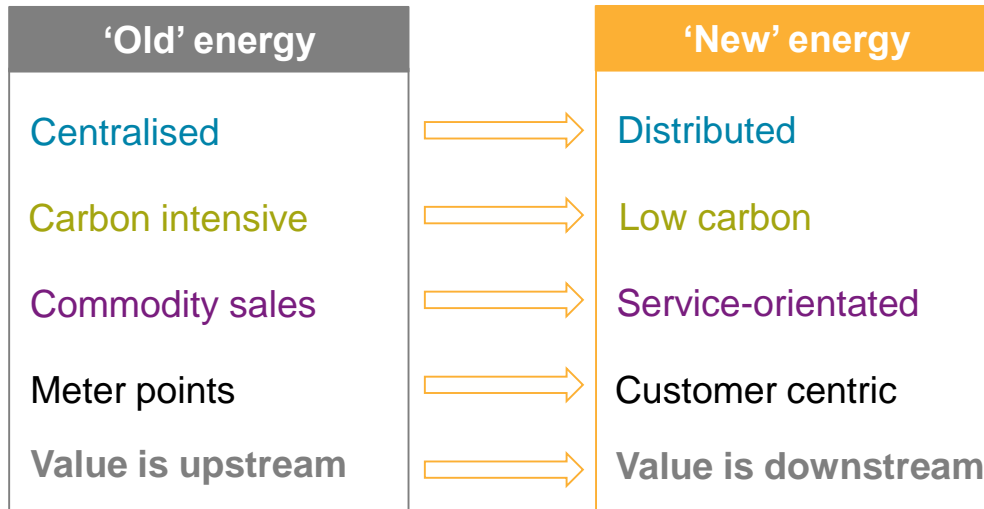 ‘Old’ energy
‘New’ energy
Centralised
Distributed
Carbon intensive
Low carbon
Commodity sales
Service-orientated
Meter points
Customer centric
Value is upstream
Value is downstream